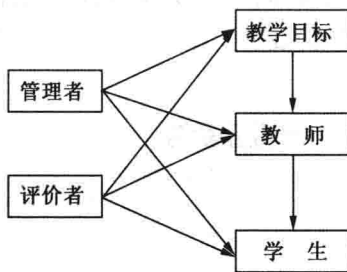 教学目标
管理者
教 师
评价者
学 生